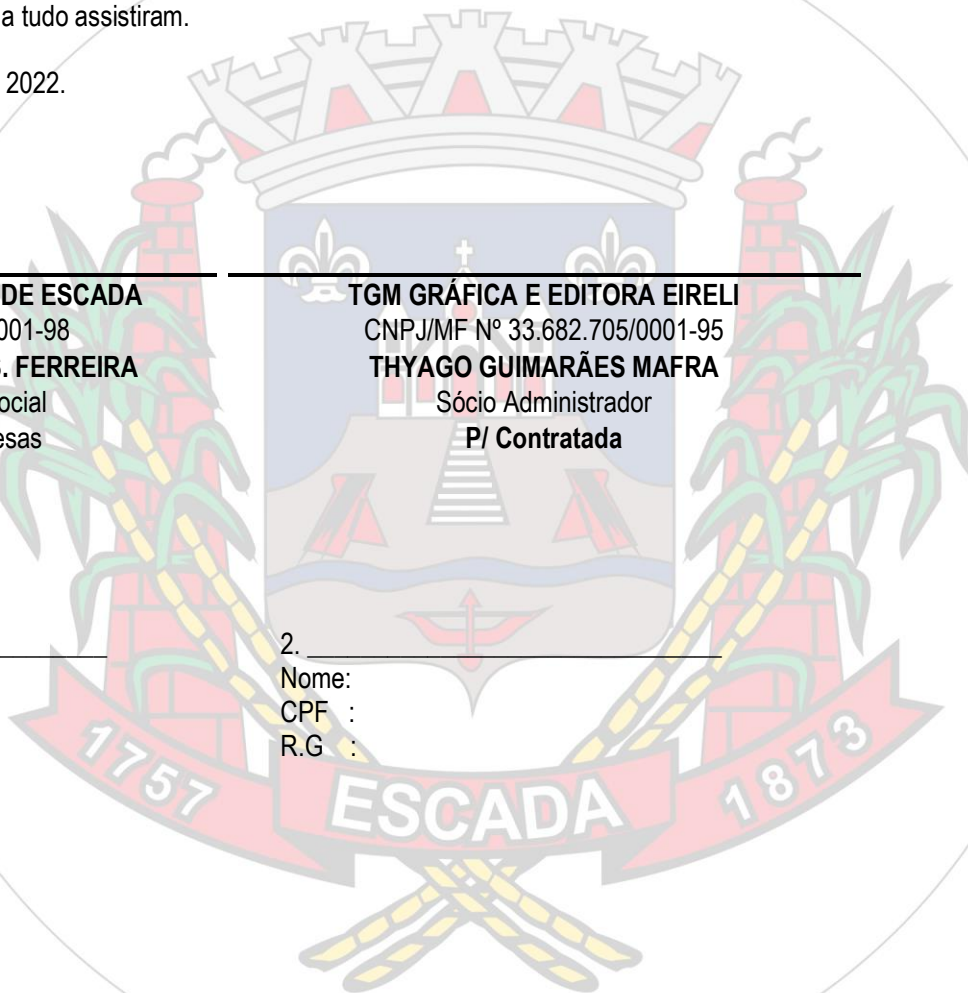 a tudo assistiram.
2022.
DE ESCADA
001-98
S. FERREIRA
ocial
esas
TGM GRÁFICA E EDITORA EIRELI
CNPJ/MF Nº 33.682.705/0001-95
THYAGO GUIMARÃES MAFRA
Sócio Administrador
P/ Contratada
2. ________________________________
Nome:
CPF :
R.G :
1757
ESCADA
1873